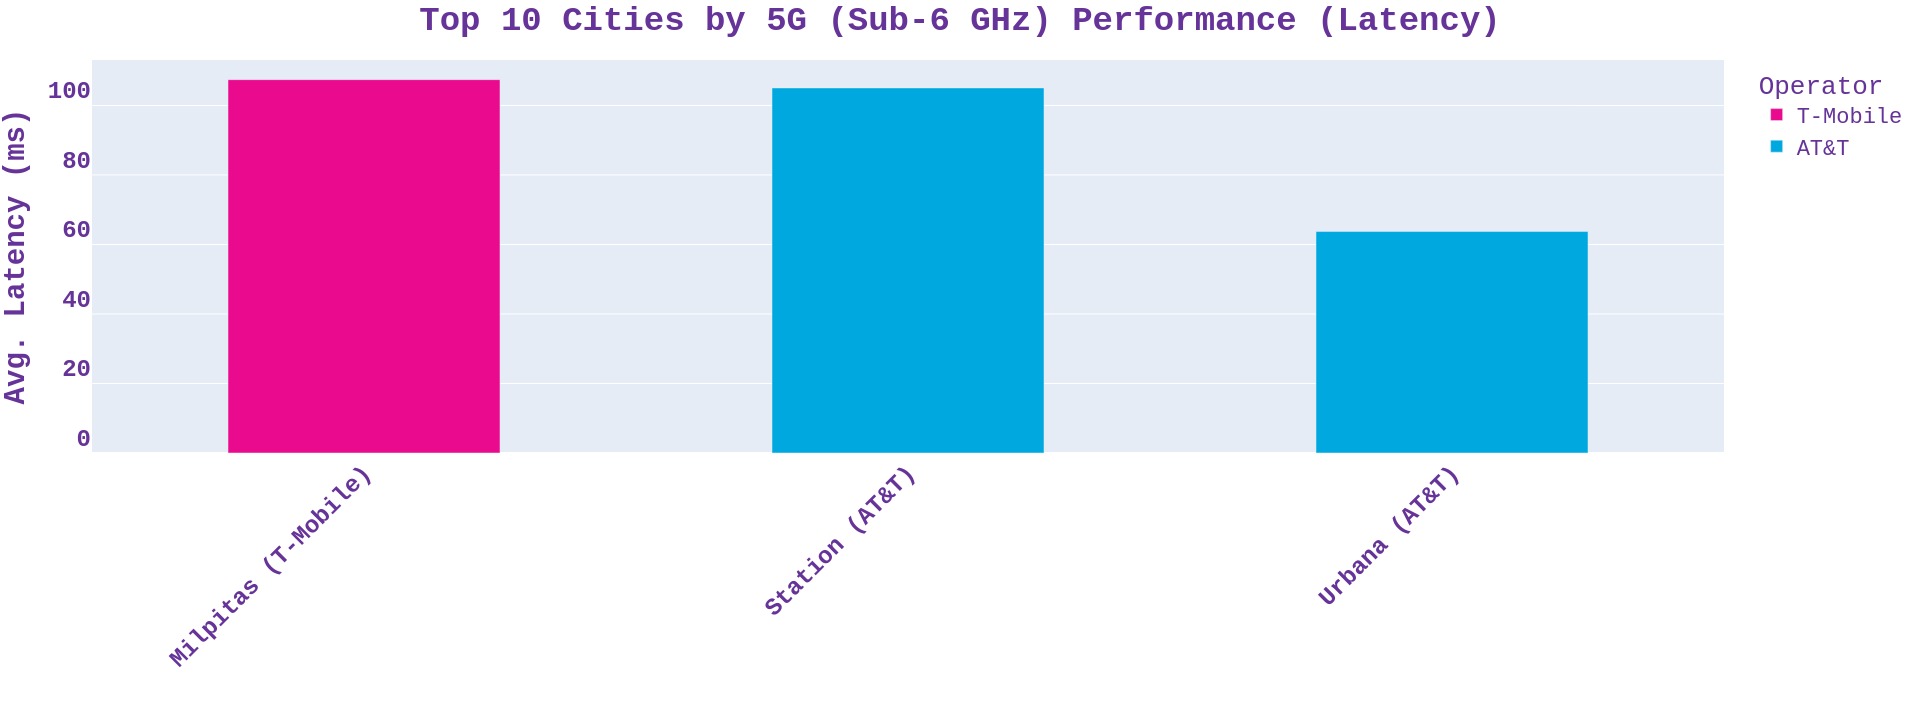 Top 10 Cities by 5G (Sub-6 GHz) Performance (Latency)
Avg. Latency (ms)
100
80
60
40
20
0
Milpitas (T-Mobile)
Station (AT&T)
Urbana (AT&T)
Operator
T-Mobile
AT&T